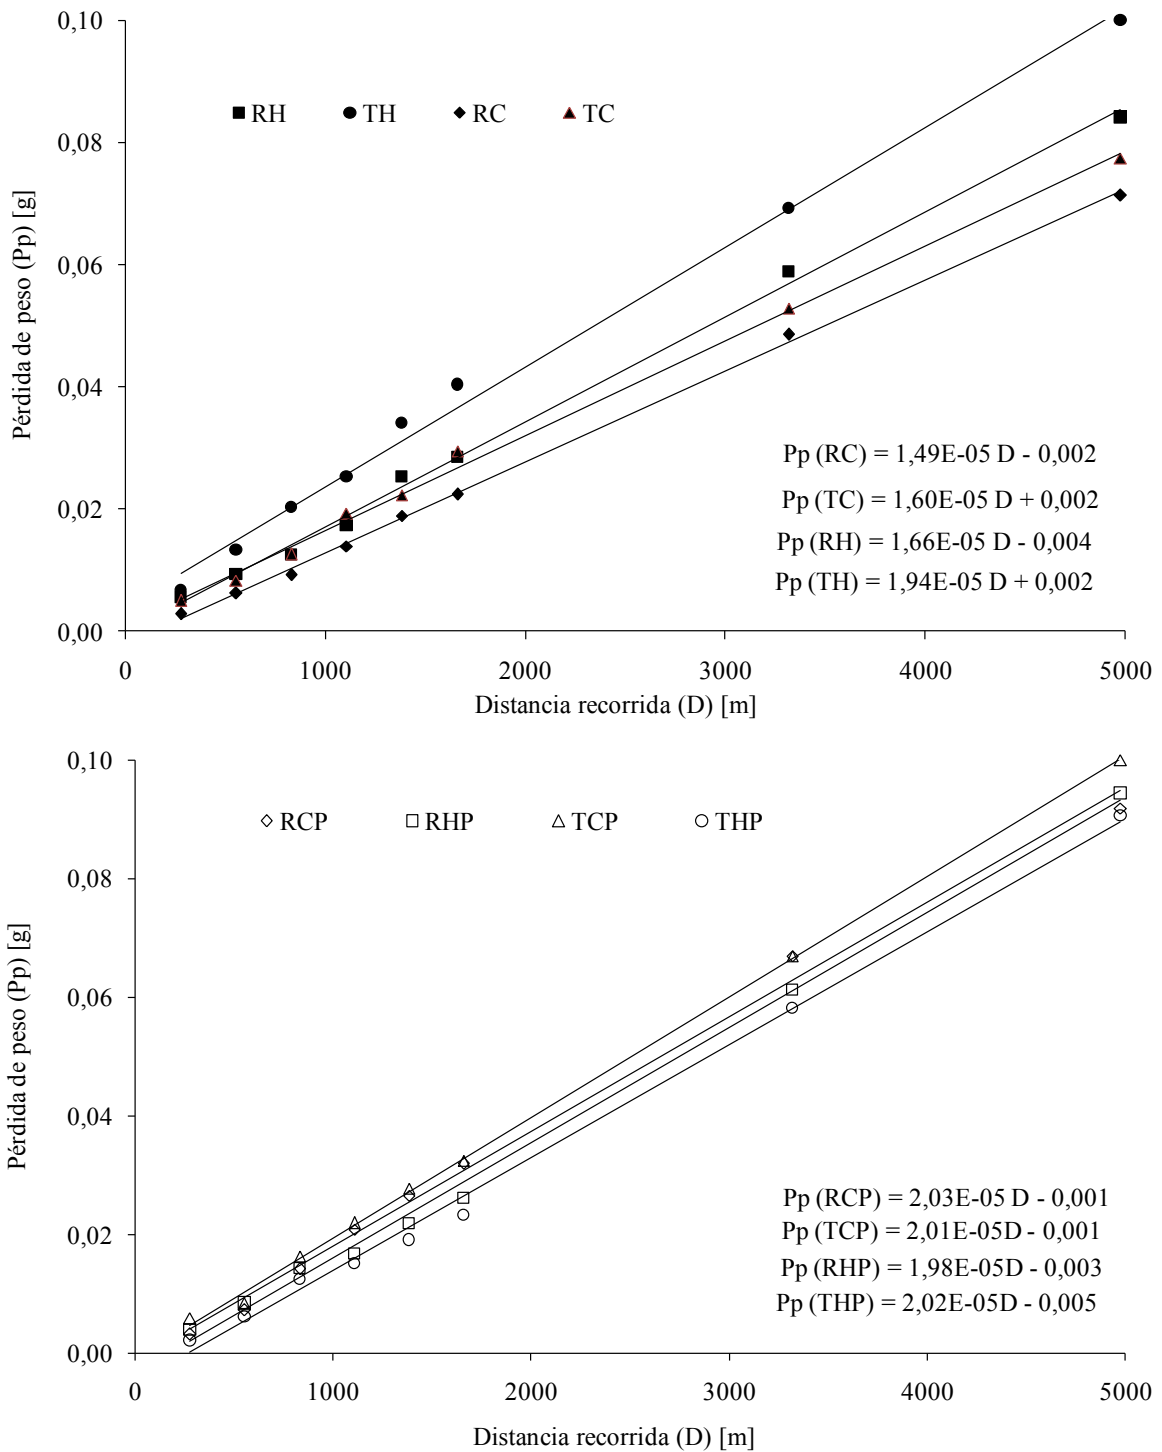 0,10
RH TH RC TC
0,08
Pérdida de peso (Pp) [g]
0,06
0,04
Pp (RC) = 1,49E-05 D - 0,002
Pp (TC) = 1,60E-05 D + 0,002
0,02
Pp (RH) = 1,66E-05 D - 0,004
Pp (TH) = 1,94E-05 D + 0,002
0,00
0 1000 2000 3000 4000 5000
Distancia recorrida (D) [m]
0,10
RCP RHP TCP THP
0,08
Pérdida de peso (Pp) [g]
0,06
0,04
Pp (RCP) = 2,03E-05 D - 0,001
Pp (TCP) = 2,01E-05D - 0,001
0,02
Pp (RHP) = 1,98E-05D - 0,003
Pp (THP) = 2,02E-05D - 0,005
0,00
0 1000 2000 3000 4000 5000
Distancia recorrida (D) [m]